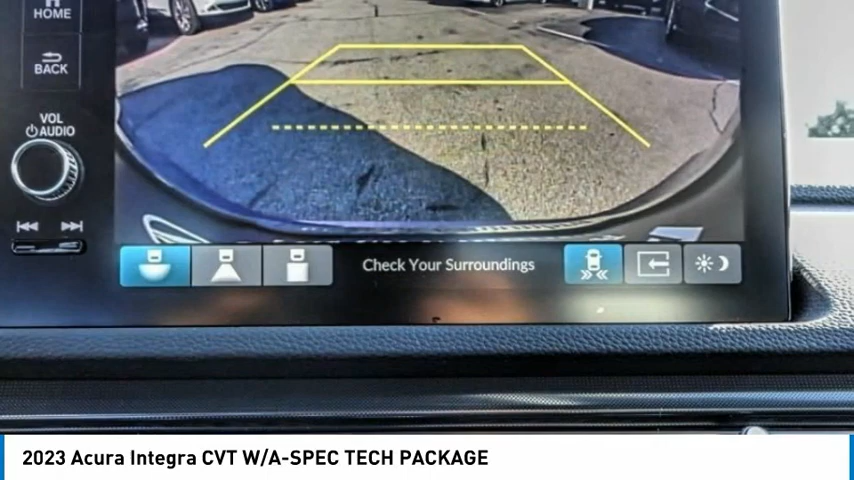 HOME
BACK
VOL
AUDIO
Check Your Surroundings
2023 Acura Integra CVT W/A-SPEC TECH PACKAGE